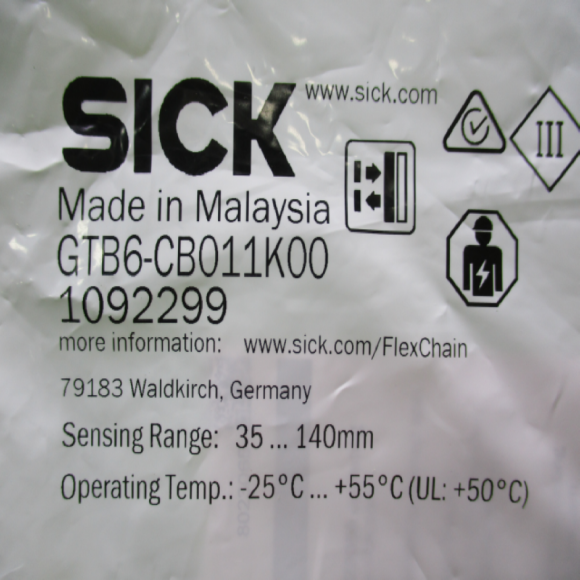 SICK
www.sick.com
III
Made in Malaysia
GTB6-CB011K00
1092299
more information: www.sick.com/FlexChain
79183 Waldkirch, Germany
Sensing Range: 35 ... 140mm
Operating Temp.: -25°C ... +55°C (UL: +50°C)